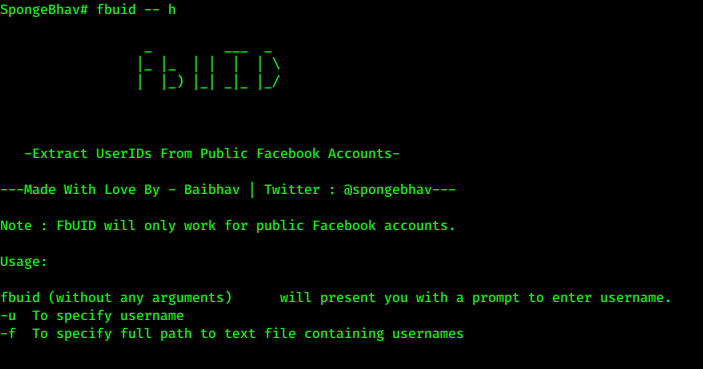 SpongeBhav# fbuid -- h
FbUID
-Extract UserIDs From Public Facebook Accounts-
---Made With Love By - Baibhav | Twitter : @spongebhav---
Note : FbUID will only work for public Facebook accounts.
Usage:
fbuid (without any arguments)      will present you with a prompt to enter username.
-u  To specify username
-f  To specify full path to text file containing usernames